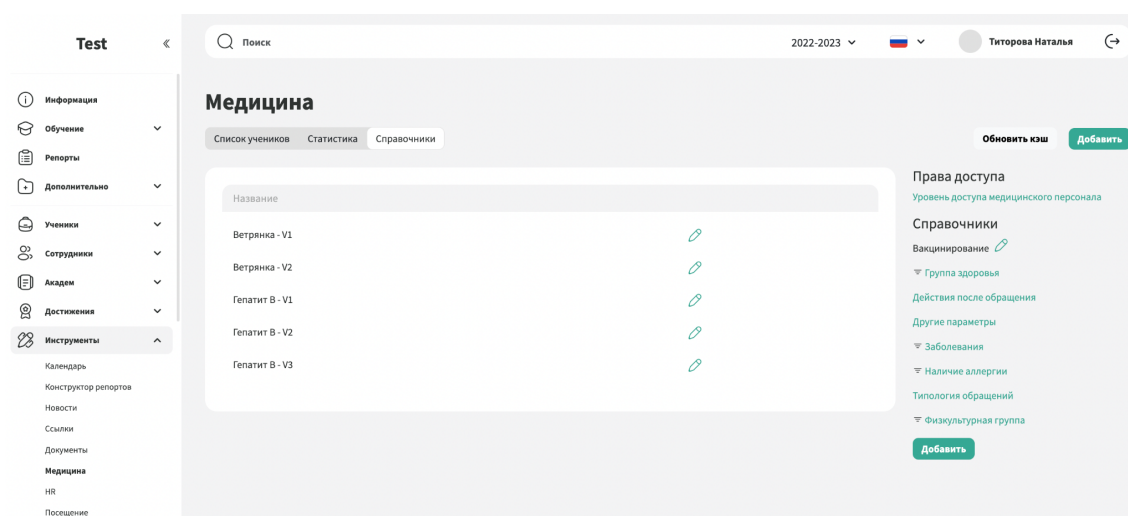 Test
«
Поиск
2022-2023
Титорова Наталья
Информация
Обучение
Репорты
Дополнительно
Ученики
Сотрудники
Академ
Достижения
Инструменты
Календарь
Конструктор репортов
Новости
Ссылки
Документы
Медицина
HR
Посещение
Медицина
Список учеников Статистика Справочники
Обновить кэш Добавить
Название
Ветрянка - V1
Ветрянка - V2
Гепатит B - V1
Гепатит B - V2
Гепатит B - V3
Права доступа
Уровень доступа медицинского персонала
Справочники
Вакцинирование
Группа здоровья
Действия после обращения
Другие параметры
Заболевания
Наличие аллергии
Типология обращений
Физкультурная группа
Добавить